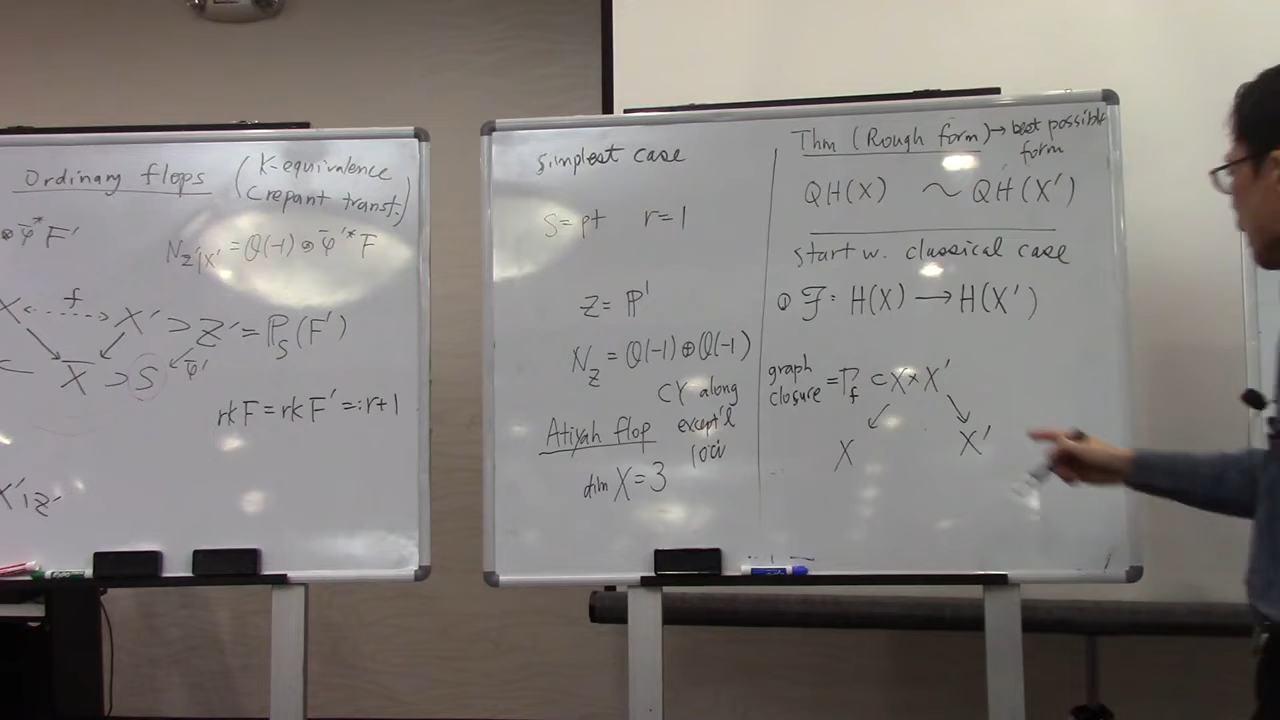 Ordinary flops (K-equivalence
Crepant transf.)
⊗ φ̄*F'
N_{Z'|X'} = O(-1) ⊗ φ̄'*F
X <--f--> X' ⊃ Z' = P_S(F')
⊂ X̄ ⊃ S φ̄'
rk F = rk F' =: r+1
X' | Z'
Simplest case
S = pt r = 1
Z = P¹
N_Z = O(-1) ⊕ O(-1)
CY along
except'l
loci
Atiyah flop
dim X = 3
Thm (Rough form) → best possible
form
QH(X) ~ QH(X')
start w. classical case
① F: H(X) → H(X')
graph
closure = Γ̄_f ⊂ X × X'
X X'